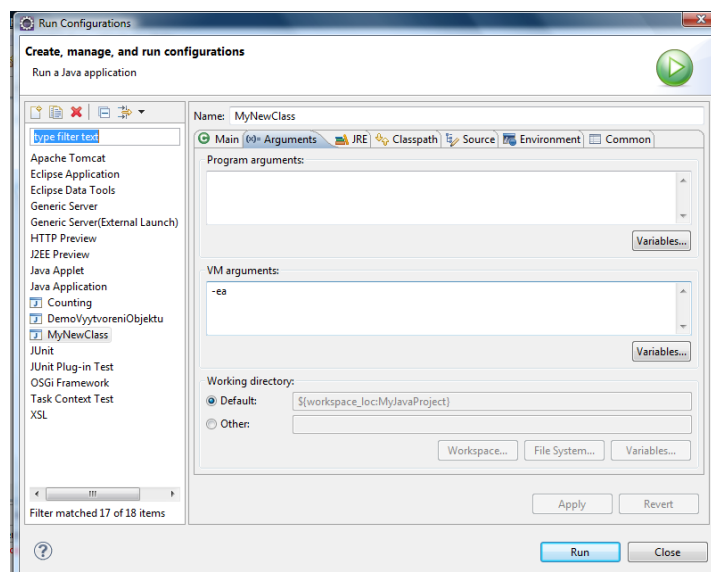 Run Configurations
Create, manage, and run configurations
Run a Java application
type filter text
Apache Tomcat
Eclipse Application
Eclipse Data Tools
Generic Server
Generic Server(External Launch)
HTTP Preview
J2EE Preview
Java Applet
Java Application
Counting
DemoVyytvoreniObjektu
MyNewClass
JUnit
JUnit Plug-in Test
OSGi Framework
Task Context Test
XSL
Filter matched 17 of 18 items
Name: MyNewClass
Main (x)= Arguments JRE Classpath Source Environment Common
Program arguments:
Variables...
VM arguments:
-ea
Variables...
Working directory:
Default: ${workspace_loc:MyJavaProject}
Other:
Workspace... File System... Variables...
Apply Revert
Run Close